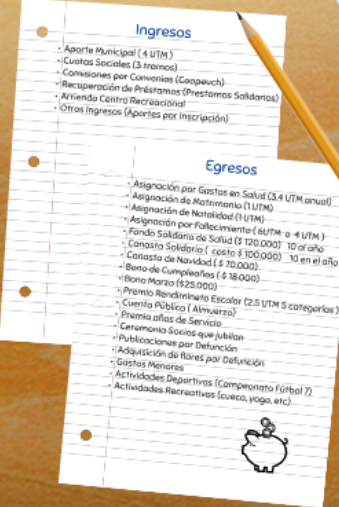 Ingresos
• Aporte Municipal ( 4 UTM )
• Cuotas Sociales (3 tramos)
• Comisiones por Convenios (Coopeuch)
• Recuperación de Préstamos (Prestamos Solidarios)
• Arriendo Centro Recreacional
• Otros Ingresos (Aportes por Inscripción)
Egresos
• Asignación por Gastos en Salud (3.4 UTM anual)
• Asignación de Matrimonio (1 UTM)
• Asignación de Natalidad (1 UTM)
• Asignación por Fallecimiento ( 6UTM o 4 UTM )
• Fondo Solidario de Salud ($ 120.000) 10 al año
• Canasta Solidaria ( costo $ 100.000) 10 en el año
• Canasta de Navidad ( $ 70.000)
• Bono de Cumpleaños ( $ 18.000)
• Bono Marzo ($25.000)
• Premio Rendimineto Escolar (2.5 UTM 5 categorías )
• Cuenta Pública ( Almuerzo)
• Premio años de Servicio
• Ceremonia Socios que jubilan
• Publicaciones por Defunción
• Adquisición de flores por Defunción
• Gastos Menores
• Actividades Deportivas (Campeonato Fútbol 7)
• Actividades Recreativas (cueca, yoga, etc)